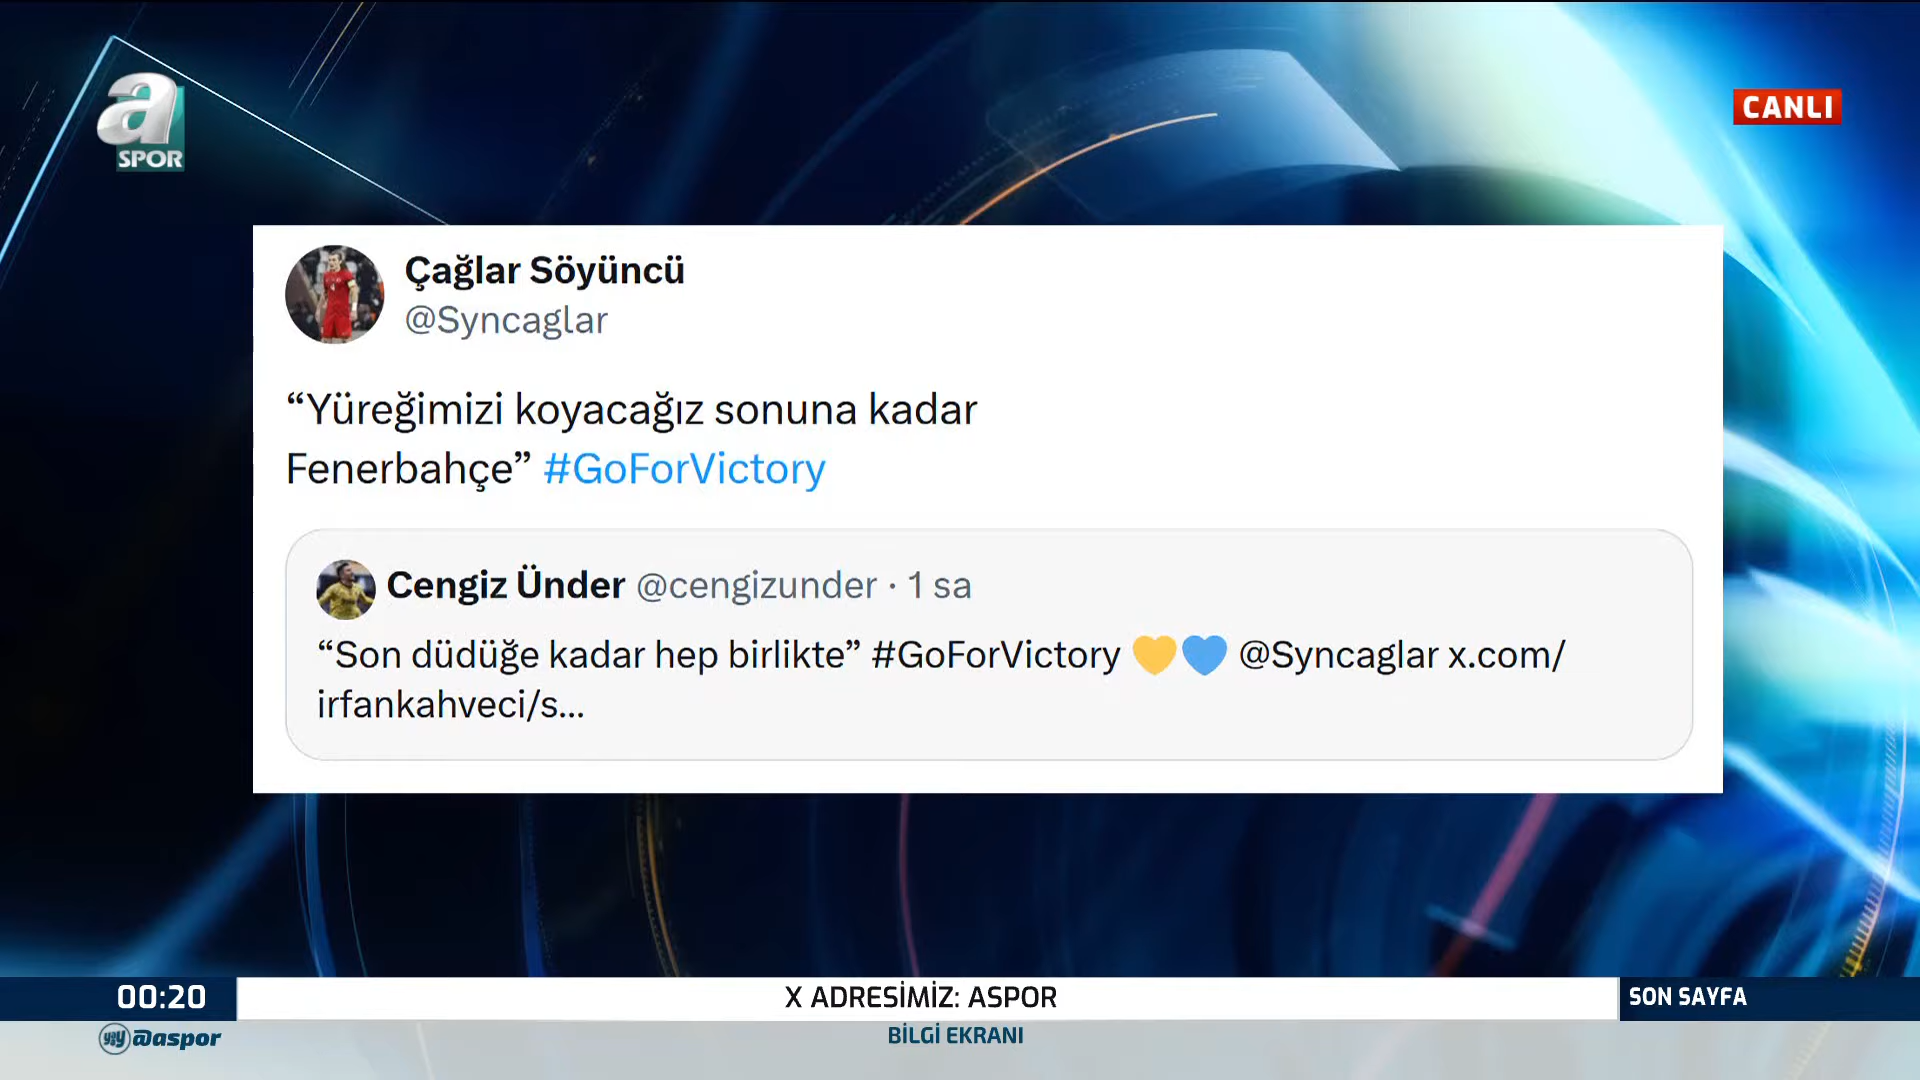 a
SPOR
CANLI
Çağlar Söyüncü
@Syncaglar
“Yüreğimizi koyacağız sonuna kadar
Fenerbahçe” #GoForVictory
Cengiz Ünder @cengizunder · 1 sa
“Son düdüğe kadar hep birlikte” #GoForVictory 💛💙 @Syncaglar x.com/
irfankahveci/s...
00:20
X ADRESİMİZ: ASPOR
SON SAYFA
@aspor
BİLGİ EKRANI